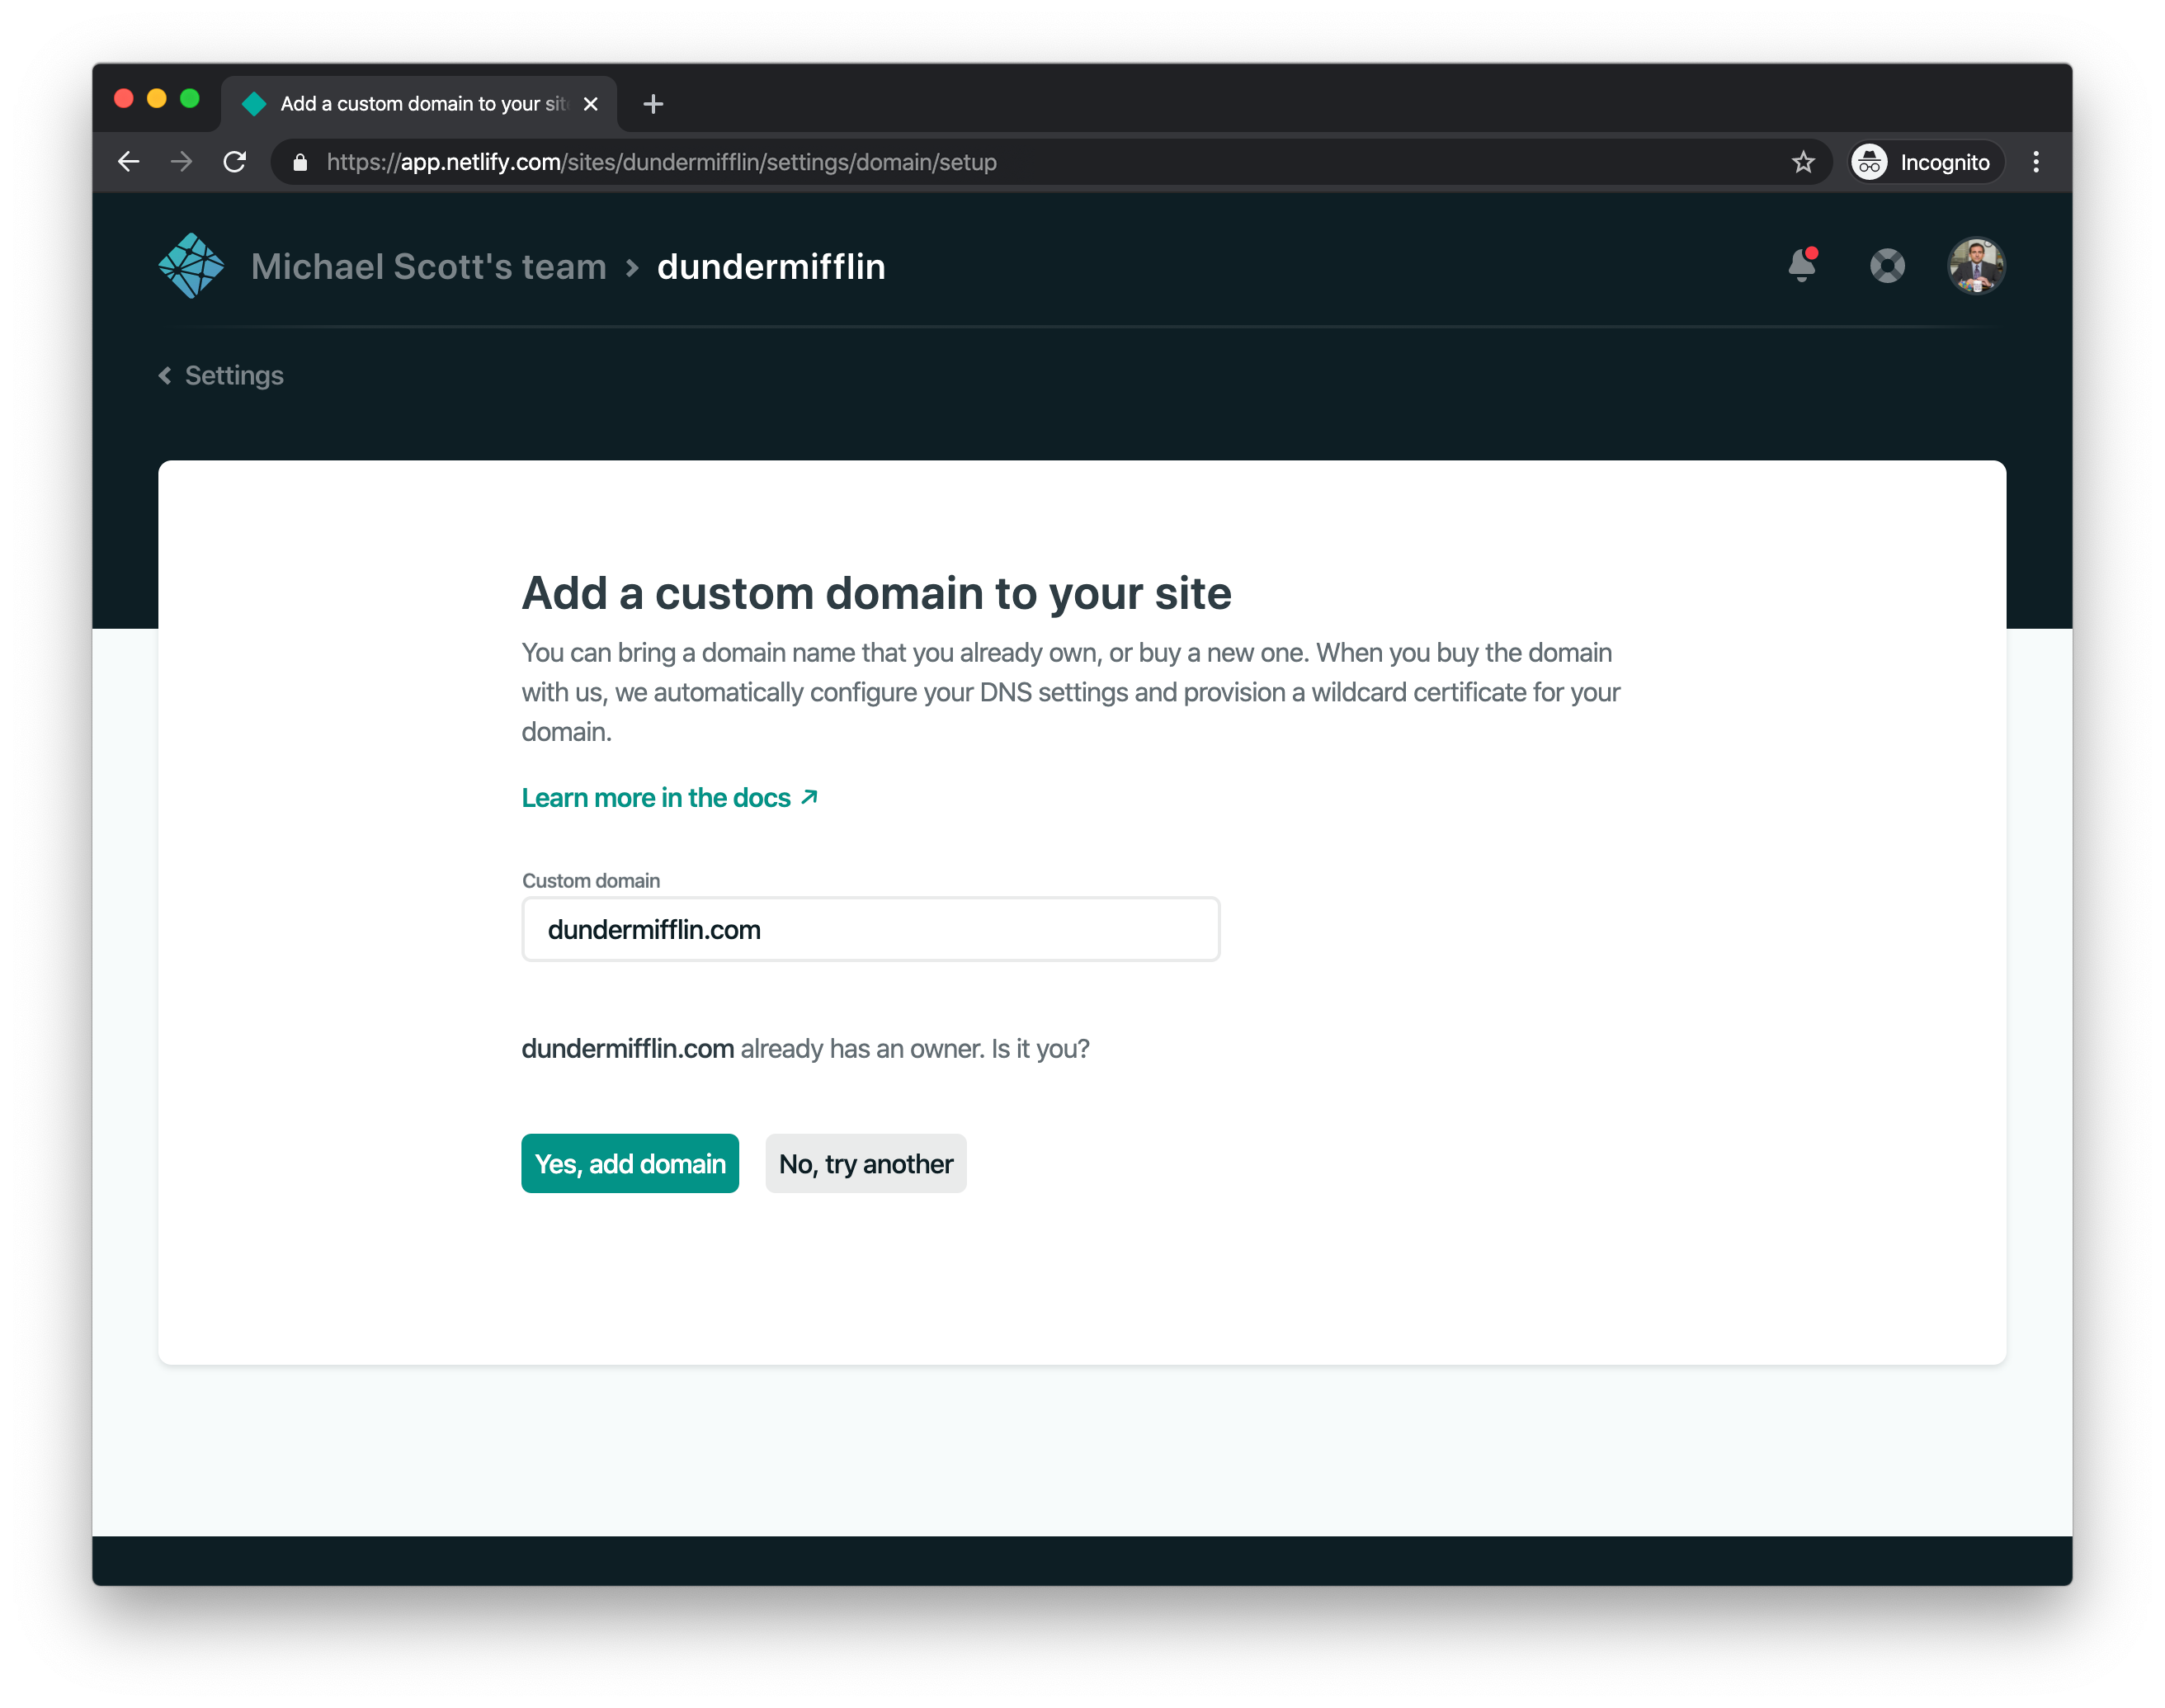 Add a custom domain to your sit
https://app.netlify.com/sites/dundermifflin/settings/domain/setup
Incognito
Michael Scott's team > dundermifflin
Settings
Add a custom domain to your site
You can bring a domain name that you already own, or buy a new one. When you buy the domain
with us, we automatically configure your DNS settings and provision a wildcard certificate for your
domain.
Learn more in the docs
Custom domain
dundermifflin.com
dundermifflin.com already has an owner. Is it you?
Yes, add domain
No, try another